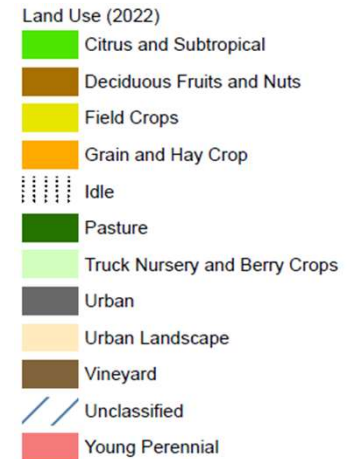 Land Use (2022)
Citrus and Subtropical
Deciduous Fruits and Nuts
Field Crops
Grain and Hay Crop
Idle
Pasture
Truck Nursery and Berry Crops
Urban
Urban Landscape
Vineyard
Unclassified
Young Perennial